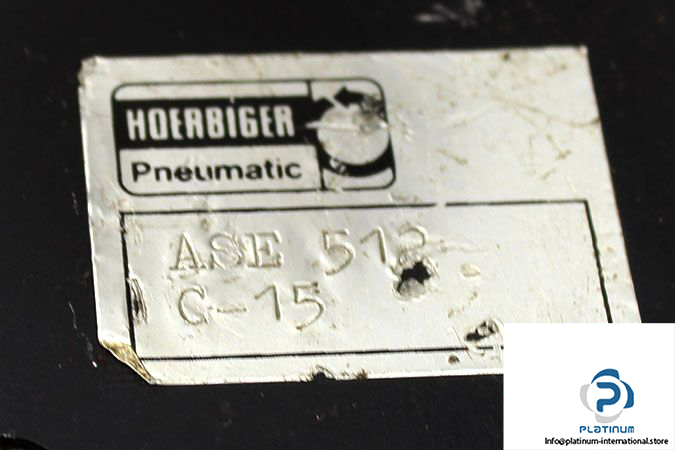 HOERBIGER
Pneumatic
ASE 512
C-15
PLATINUM
Info@platinum-international.store